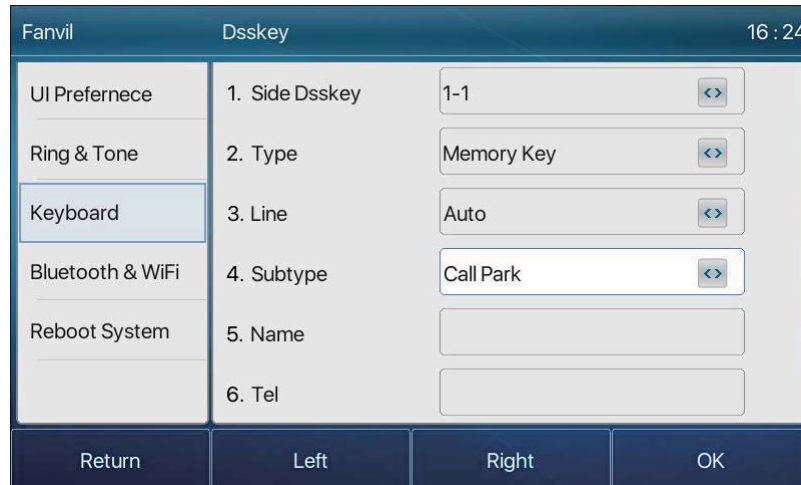 Fanvil Dsskey 16 : 24
UI Prefernece
Ring & Tone
Keyboard
Bluetooth & WiFi
Reboot System
1. Side Dsskey 1-1
2. Type Memory Key
3. Line Auto
4. Subtype Call Park
5. Name
6. Tel
Return Left Right OK